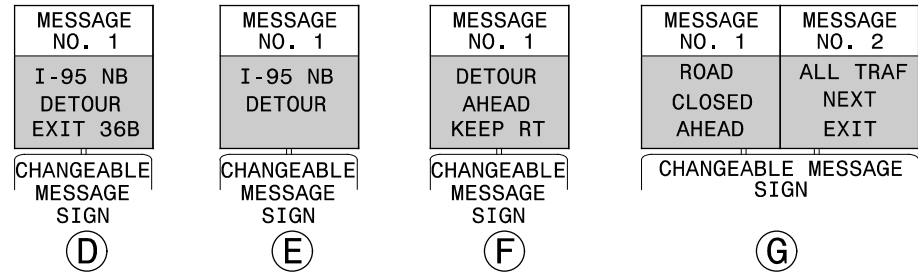 MESSAGE
NO. 1
I-95 NB
DETOUR
EXIT 36B
CHANGEABLE
MESSAGE
SIGN
D
MESSAGE
NO. 1
I-95 NB
DETOUR
CHANGEABLE
MESSAGE
SIGN
E
MESSAGE
NO. 1
DETOUR
AHEAD
KEEP RT
CHANGEABLE
MESSAGE
SIGN
F
MESSAGE
NO. 1
ROAD
CLOSED
AHEAD
MESSAGE
NO. 2
ALL TRAF
NEXT
EXIT
CHANGEABLE MESSAGE
SIGN
G